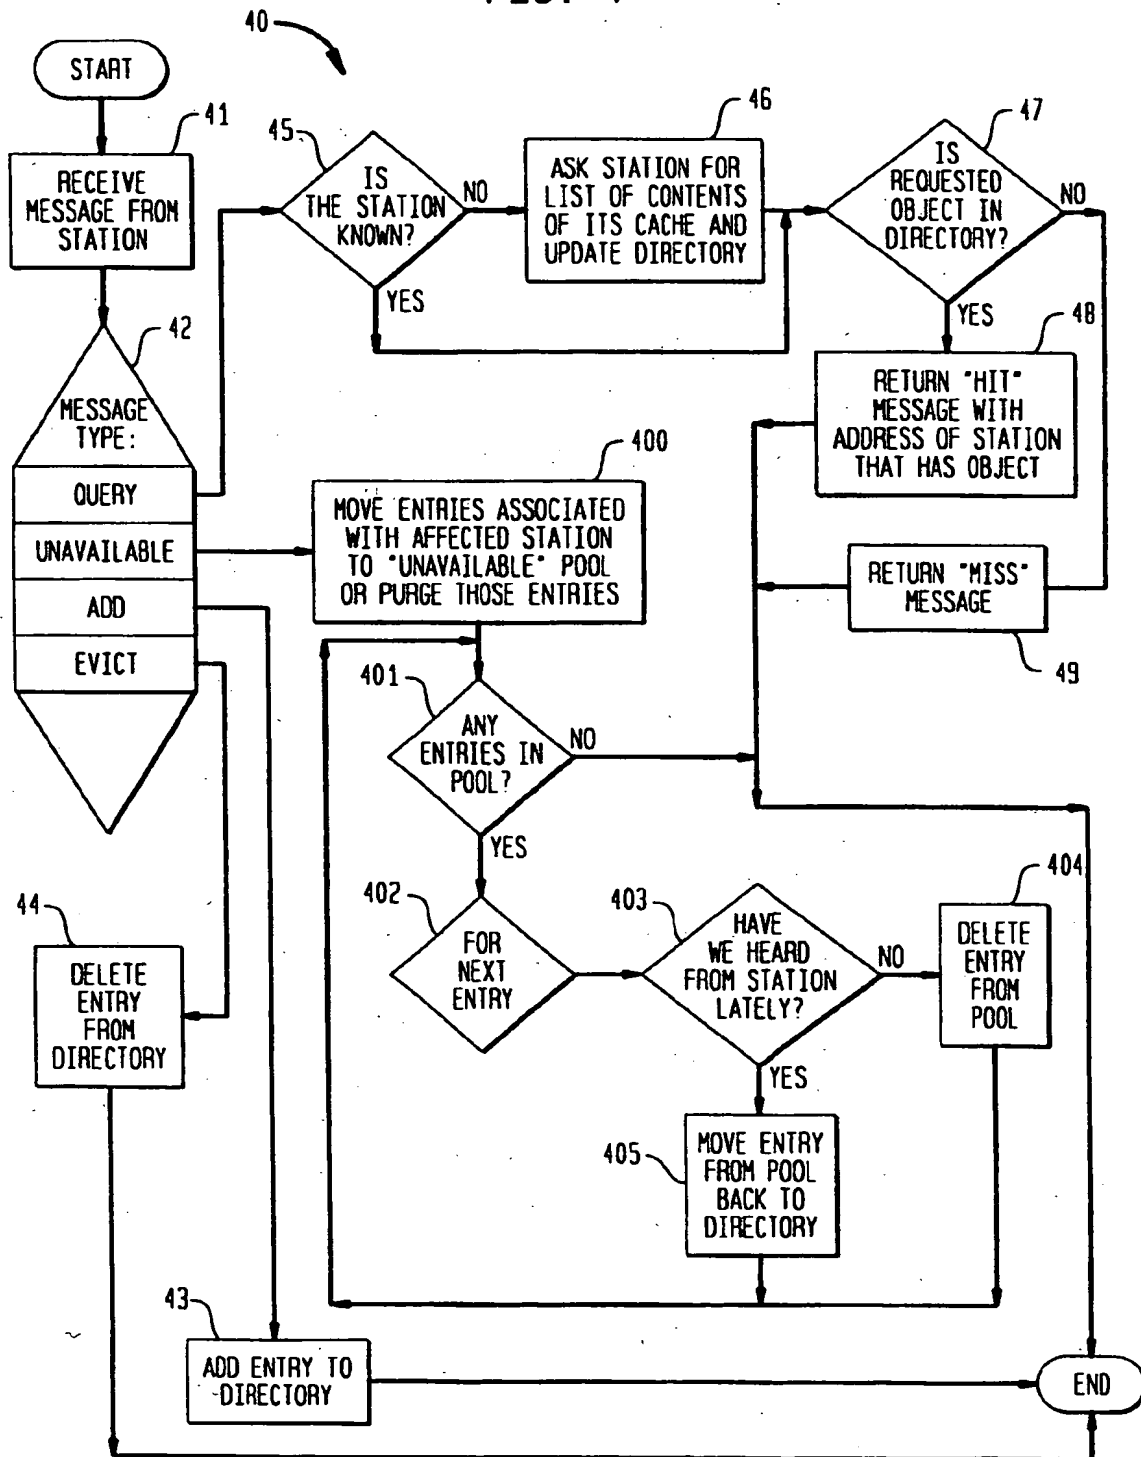 40
START
41
RECEIVE
MESSAGE FROM
STATION
42
MESSAGE
TYPE:
QUERY
UNAVAILABLE
ADD
EVICT
45
IS
THE STATION
KNOWN?
NO
YES
46
ASK STATION FOR
LIST OF CONTENTS
OF ITS CACHE AND
UPDATE DIRECTORY
47
IS
REQUESTED
OBJECT IN
DIRECTORY?
NO
YES
48
RETURN "HIT"
MESSAGE WITH
ADDRESS OF STATION
THAT HAS OBJECT
RETURN "MISS"
MESSAGE
49
400
MOVE ENTRIES ASSOCIATED
WITH AFFECTED STATION
TO "UNAVAILABLE" POOL
OR PURGE THOSE ENTRIES
401
ANY
ENTRIES IN
POOL?
NO
YES
402
FOR
NEXT
ENTRY
403
HAVE
WE HEARD
FROM STATION
LATELY?
NO
YES
404
DELETE
ENTRY
FROM
POOL
405
MOVE ENTRY
FROM POOL
BACK TO
DIRECTORY
44
DELETE
ENTRY
FROM
DIRECTORY
43
ADD ENTRY TO
DIRECTORY
END